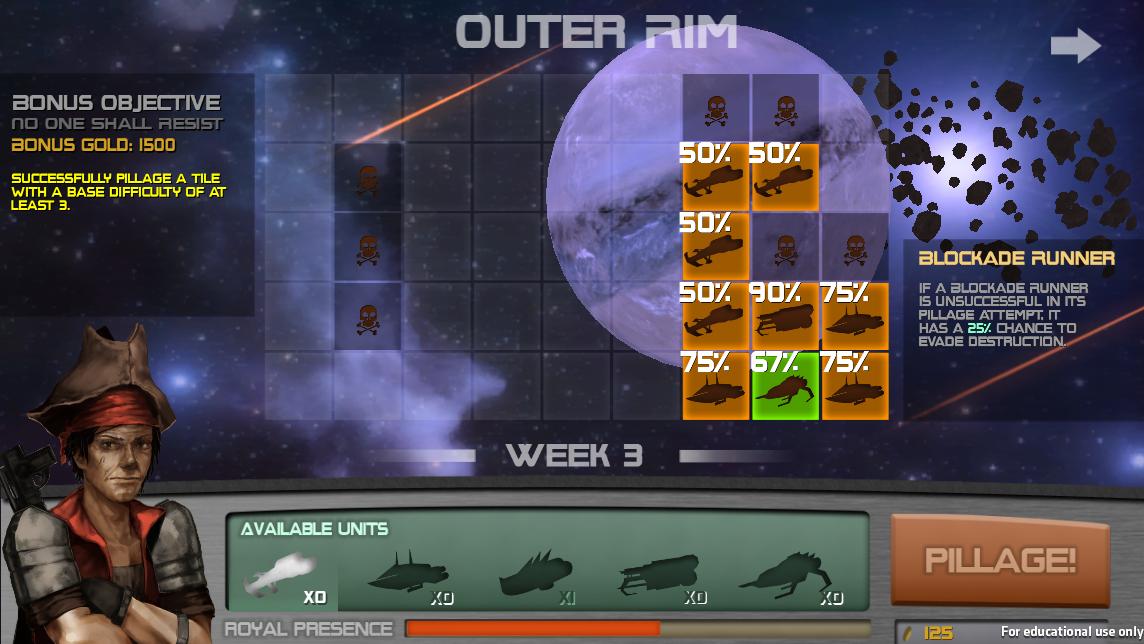 OUTER RIM
BONUS OBJECTIVE
NO ONE SHALL RESIST
BONUS GOLD: 1500
SUCCESSFULLY PILLAGE A TILE
WITH A BASE DIFFICULTY OF AT
LEAST 3.
50% 50%
50%
50% 90% 75%
75% 67% 75%
BLOCKADE RUNNER
IF A BLOCKADE RUNNER
IS UNSUCCESSFUL IN ITS
PILLAGE ATTEMPT, IT
HAS A 25% CHANCE TO
EVADE DESTRUCTION.
WEEK 3
AVAILABLE UNITS
X0 X0 X1 X0 X0
PILLAGE!
ROYAL PRESENCE
125
For educational use only